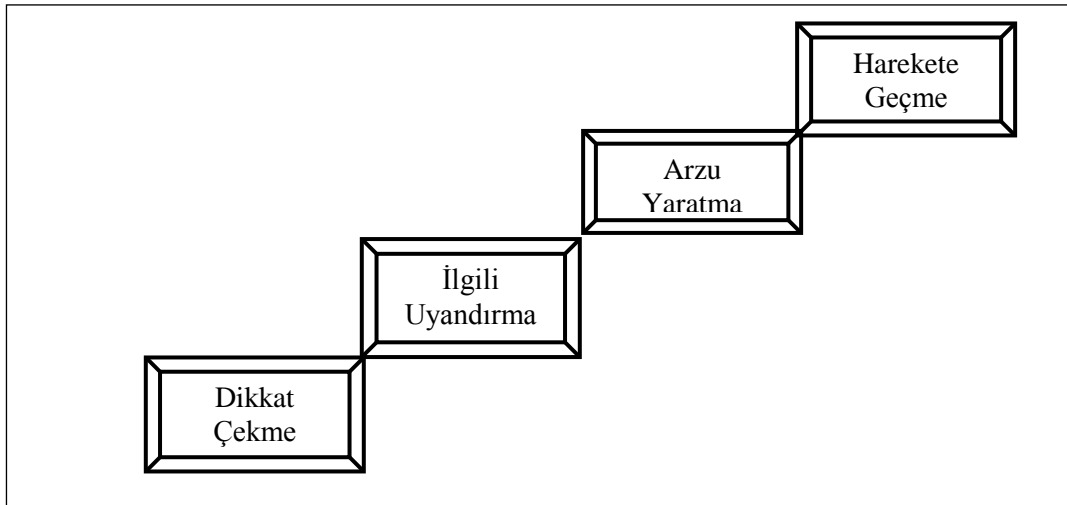 Harekete
Geçme
Arzu
Yaratma
İlgili
Uyandırma
Dikkat
Çekme